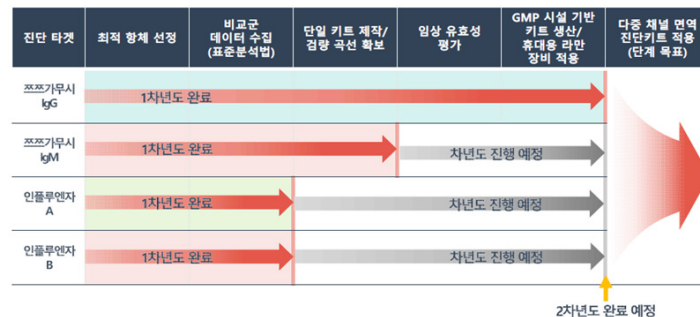 진단 타겟
최적 항체 선정
비교군
데이터 수집
(표준분석법)
단일 키트 제작/
검량 곡선 확보
임상 유효성
평가
GMP 시설 기반
키트 생산/
휴대용 라만
장비 적용
다중 채널 면역
진단키트 적용
(단계 목표)
쯔쯔가무시
IgG
1차년도 완료
쯔쯔가무시
IgM
1차년도 완료
차년도 진행 예정
인플루엔자
A
1차년도 완료
차년도 진행 예정
인플루엔자
B
1차년도 완료
차년도 진행 예정
2차년도 완료 예정